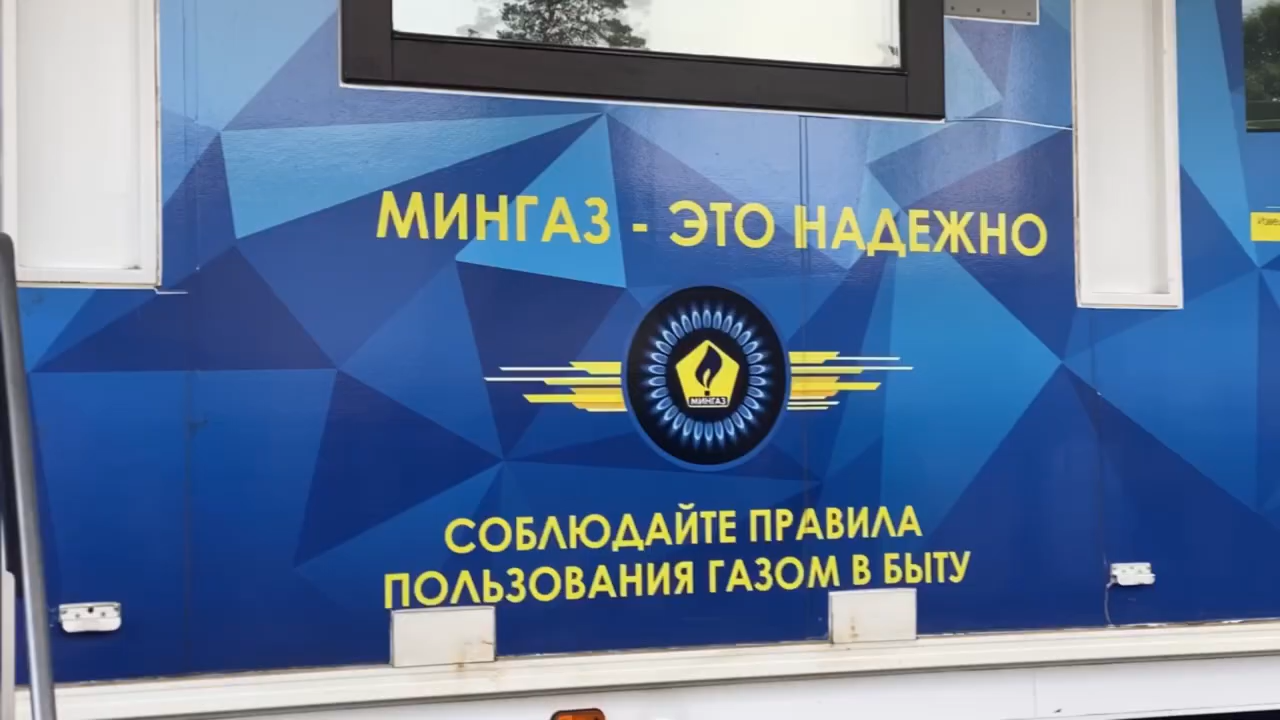 МИНГАЗ - ЭТО НАДЕЖНО
МИНГАЗ
СОБЛЮДАЙТЕ ПРАВИЛА
ПОЛЬЗОВАНИЯ ГАЗОМ В БЫТУ